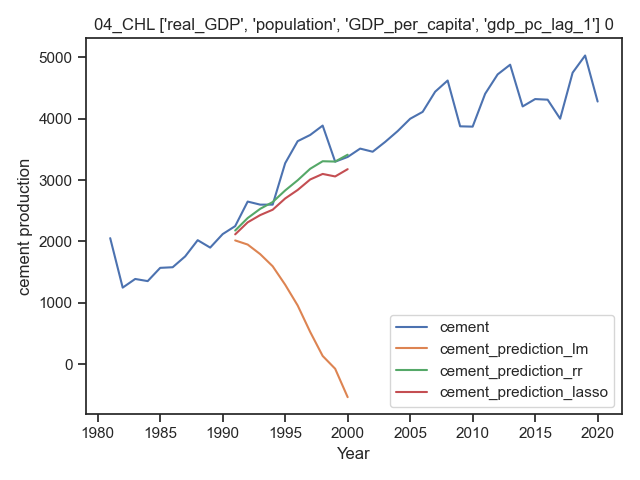 04_CHL ['real_GDP', 'population', 'GDP_per_capita', 'gdp_pc_lag_1'] 0
5000
4000
3000
2000
1000
0
cement production
cement
cement_prediction_lm
cement_prediction_rr
cement_prediction_lasso
1980 1985 1990 1995 2000 2005 2010 2015 2020
Year